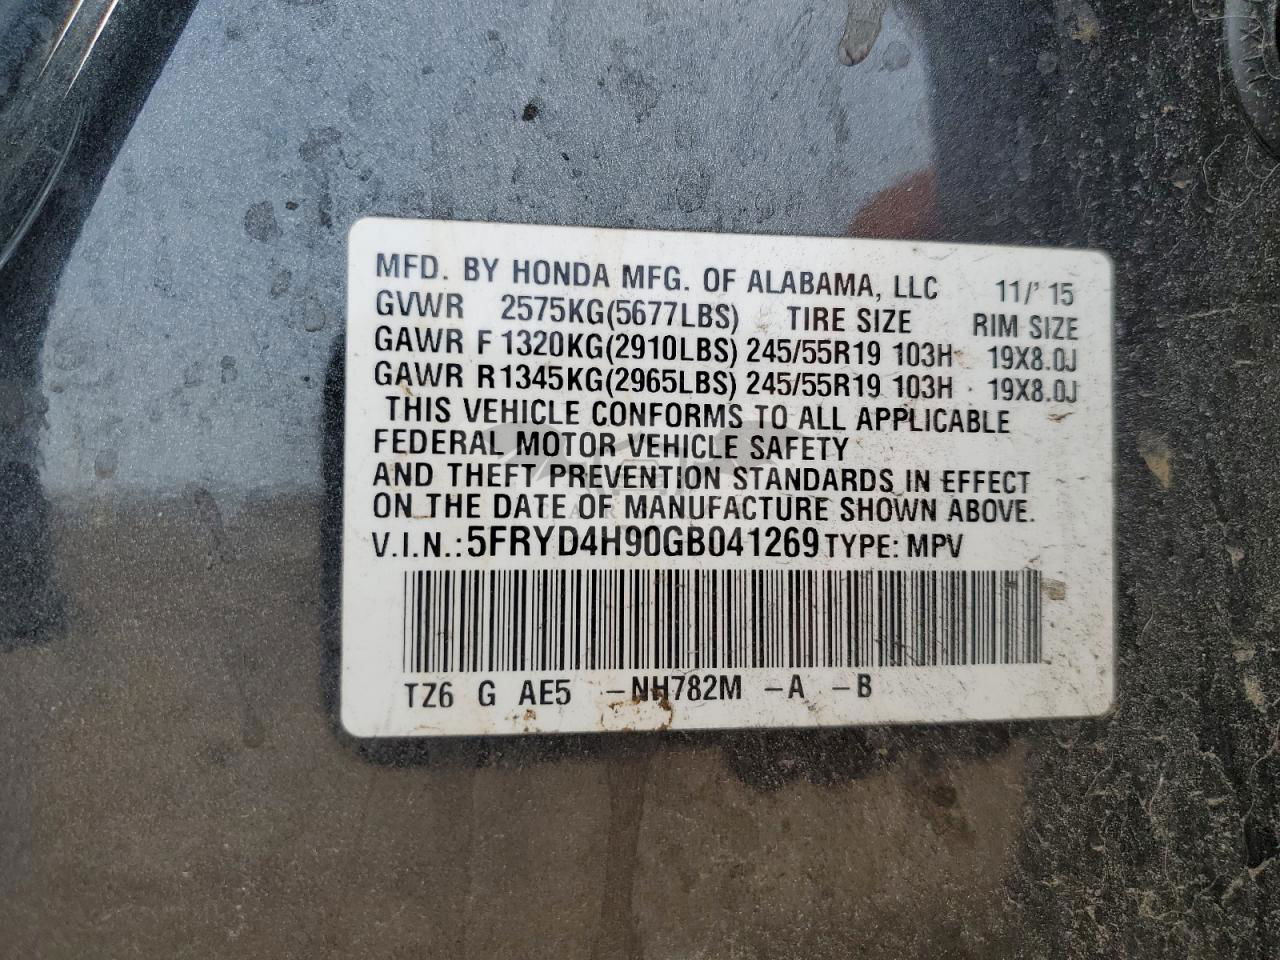 MFD. BY HONDA MFG. OF ALABAMA, LLC 11/'15
GVWR 2575KG(5677LBS) TIRE SIZE RIM SIZE
GAWR F 1320KG(2910LBS) 245/55R19 103H 19X8.0J
GAWR R 1345KG(2965LBS) 245/55R19 103H 19X8.0J
THIS VEHICLE CONFORMS TO ALL APPLICABLE
FEDERAL MOTOR VEHICLE SAFETY
AND THEFT PREVENTION STANDARDS IN EFFECT
ON THE DATE OF MANUFACTURE SHOWN ABOVE.
V.I.N.: 5FRYD4H90GB041269 TYPE: MPV
TZ6 G AE5 -NH782M -A -B